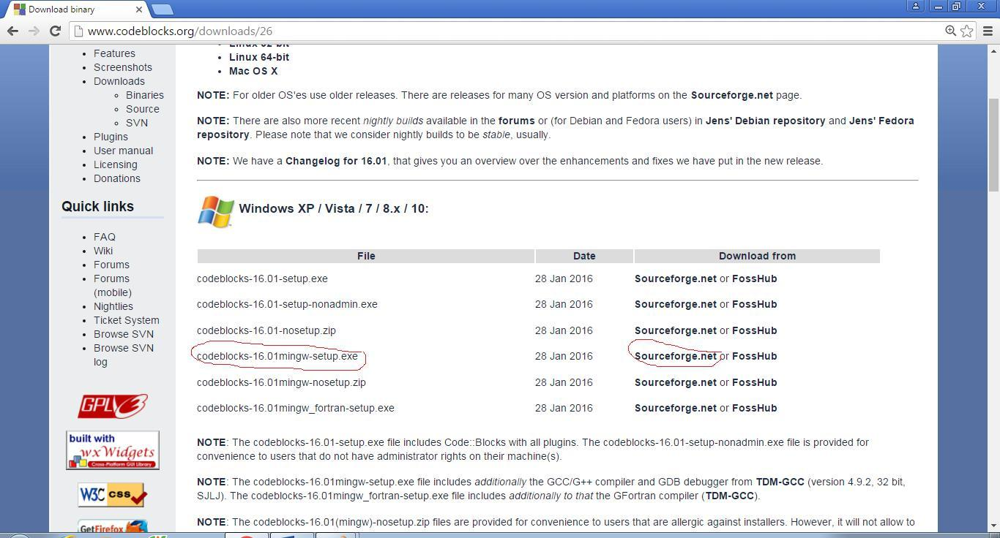 Download binary
www.codeblocks.org/downloads/26
Features
Screenshots
Downloads
Binaries
Source
SVN
Plugins
User manual
Licensing
Donations
Quick links
FAQ
Wiki
Forums
Forums
(mobile)
Nightlies
Ticket System
Browse SVN
Browse SVN
log
GPLv3
built with
wxWidgets
Cross-Platform GUI Library
W3C css
GetFirefox
Linux 32-bit
Linux 64-bit
Mac OS X
NOTE: For older OS'es use older releases. There are releases for many OS version and platforms on the Sourceforge.net page.
NOTE: There are also more recent nightly builds available in the forums or (for Debian and Fedora users) in Jens' Debian repository and Jens' Fedora
repository. Please note that we consider nightly builds to be stable, usually.
NOTE: We have a Changelog for 16.01, that gives you an overview over the enhancements and fixes we have put in the new release.
Windows XP / Vista / 7 / 8.x / 10:
File Date Download from
codeblocks-16.01-setup.exe 28 Jan 2016 Sourceforge.net or FossHub
codeblocks-16.01-setup-nonadmin.exe 28 Jan 2016 Sourceforge.net or FossHub
codeblocks-16.01-nosetup.zip 28 Jan 2016 Sourceforge.net or FossHub
codeblocks-16.01mingw-setup.exe 28 Jan 2016 Sourceforge.net or FossHub
codeblocks-16.01mingw-nosetup.zip 28 Jan 2016 Sourceforge.net or FossHub
codeblocks-16.01mingw_fortran-setup.exe 28 Jan 2016 Sourceforge.net or FossHub
NOTE: The codeblocks-16.01-setup.exe file includes Code::Blocks with all plugins. The codeblocks-16.01-setup-nonadmin.exe file is provided for
convenience to users that do not have administrator rights on their machine(s).
NOTE: The codeblocks-16.01mingw-setup.exe file includes additionally the GCC/G++ compiler and GDB debugger from TDM-GCC (version 4.9.2, 32 bit,
SJLJ). The codeblocks-16.01mingw_fortran-setup.exe file includes additionally to that the GFortran compiler (TDM-GCC).
NOTE: The codeblocks-16.01(mingw)-nosetup.zip files are provided for convenience to users that are allergic against installers. However, it will not allow to